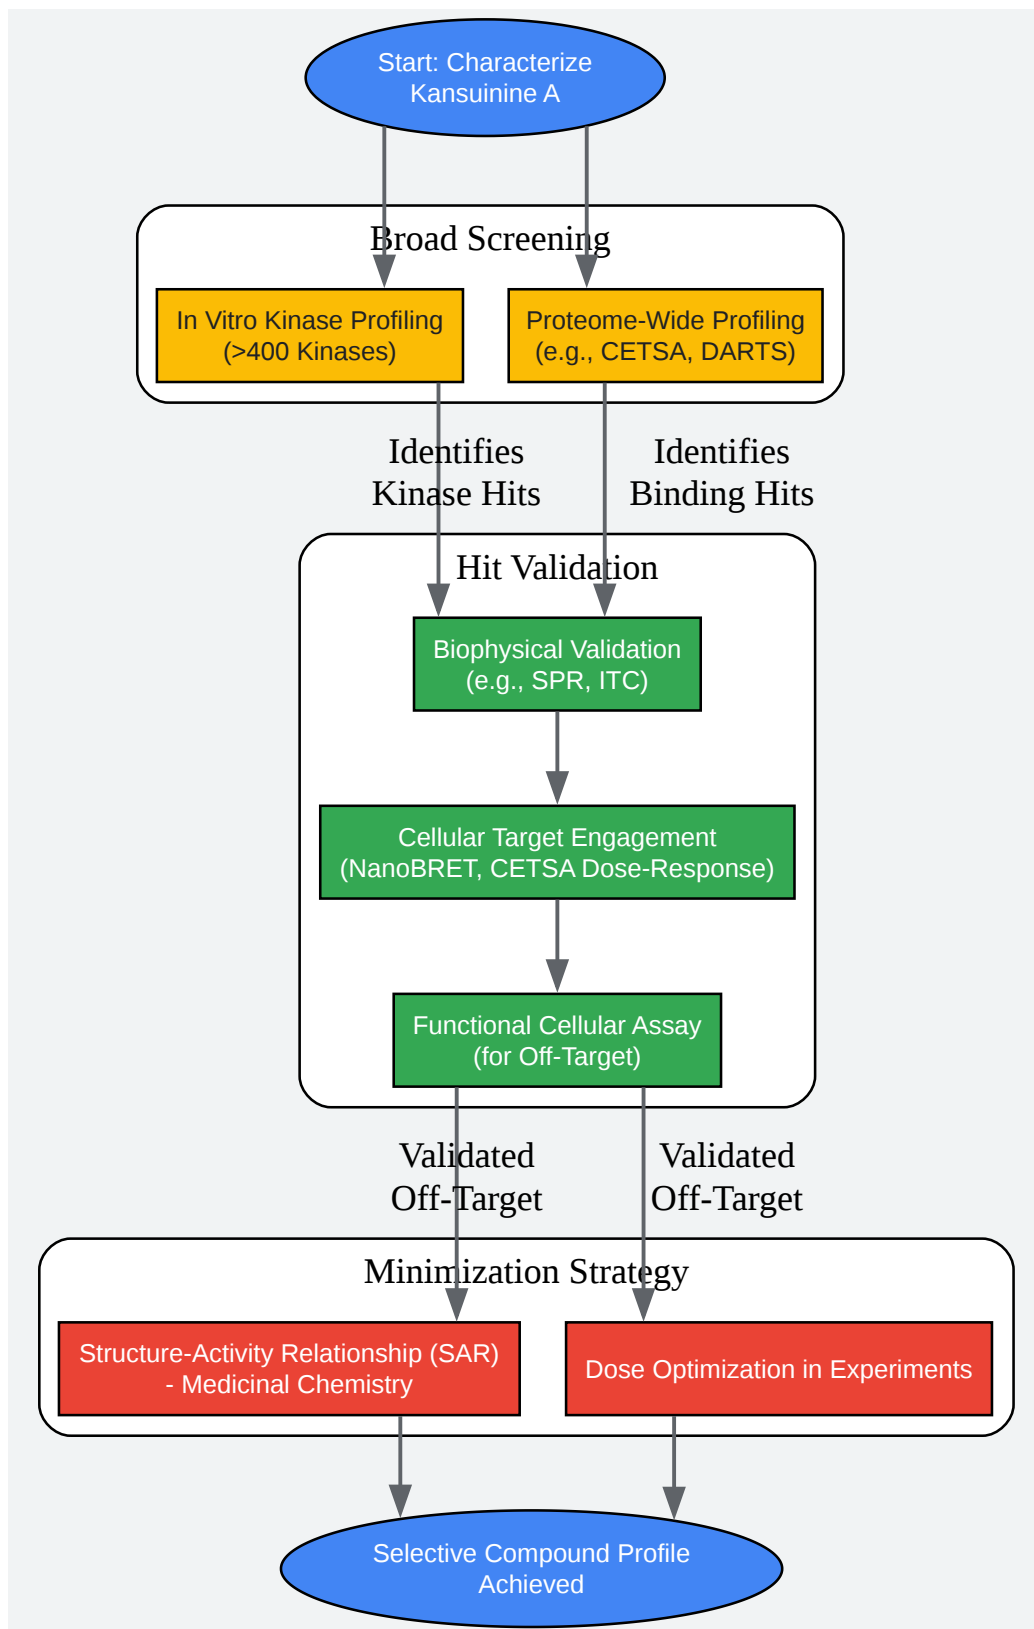 Start: Characterize
Kansuinine A
Broad Screening
In Vitro Kinase Profiling
(>400 Kinases)
Proteome-Wide Profiling
(e.g., CETSA, DARTS)
Identifies
Kinase Hits
Identifies
Binding Hits
Hit Validation
Biophysical Validation
(e.g., SPR, ITC)
Cellular Target Engagement
(NanoBRET, CETSA Dose-Response)
Functional Cellular Assay
(for Off-Target)
Validated
Off-Target
Validated
Off-Target
Minimization Strategy
Structure-Activity Relationship (SAR)
- Medicinal Chemistry
Dose Optimization in Experiments
Selective Compound Profile
Achieved